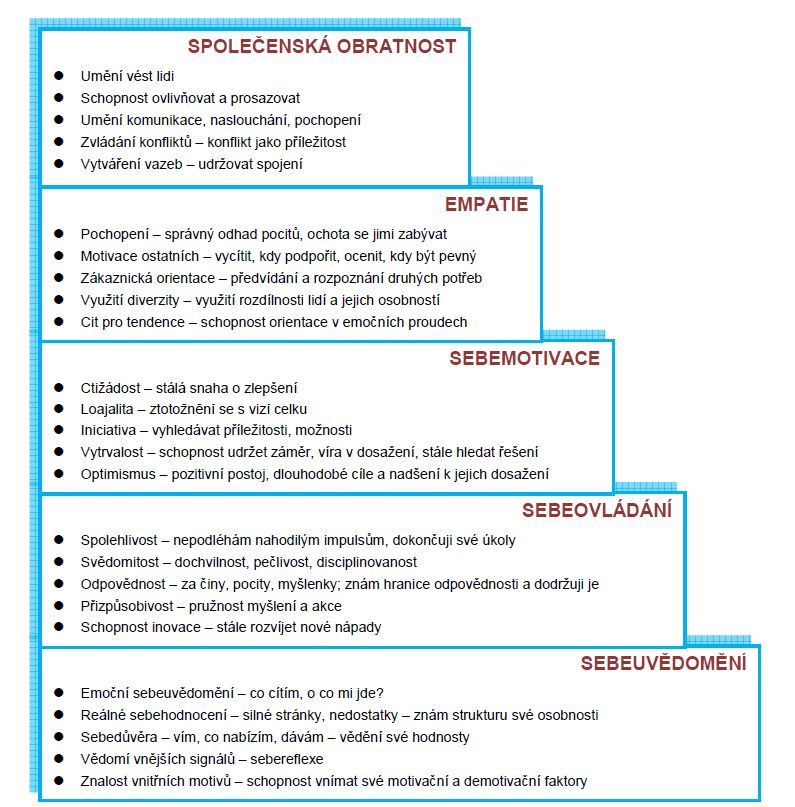 SPOLEČENSKÁ OBRATNOST
● Umění vést lidi
● Schopnost ovlivňovat a prosazovat
● Umění komunikace, naslouchání, pochopení
● Zvládání konfliktů – konflikt jako příležitost
● Vytváření vazeb – udržovat spojení
EMPATIE
● Pochopení – správný odhad pocitů, ochota se jimi zabývat
● Motivace ostatních – vycítit, kdy podpořit, ocenit, kdy být pevný
● Zákaznická orientace – předvídání a rozpoznání druhých potřeb
● Využití diverzity – využití rozdílnosti lidí a jejich osobností
● Cit pro tendence – schopnost orientace v emočních proudech
SEBEMOTIVACE
● Ctižádost – stálá snaha o zlepšení
● Loajalita – ztotožnění se s vizí celku
● Iniciativa – vyhledávat příležitosti, možnosti
● Vytrvalost – schopnost udržet záměr, víra v dosažení, stále hledat řešení
● Optimismus – pozitivní postoj, dlouhodobé cíle a nadšení k jejich dosažení
SEBEOVLÁDÁNÍ
● Spolehlivost – nepodléhám nahodilým impulsům, dokončuji své úkoly
● Svědomitost – dochvilnost, pečlivost, disciplinovanost
● Odpovědnost – za činy, pocity, myšlenky; znám hranice odpovědnosti a dodržuji je
● Přizpůsobivost – pružnost myšlení a akce
● Schopnost inovace – stále rozvíjet nové nápady
SEBEUVĚDOMĚNÍ
● Emoční sebeuvědomění – co cítím, o co mi jde?
● Reálné sebehodnocení – silné stránky, nedostatky – znám strukturu své osobnosti
● Sebedůvěra – vím, co nabízím, dávám – vědění své hodnoty
● Vědomí vnějších signálů – sebereflexe
● Znalost vnitřních motivů – schopnost vnímat své motivační a demotivační faktory